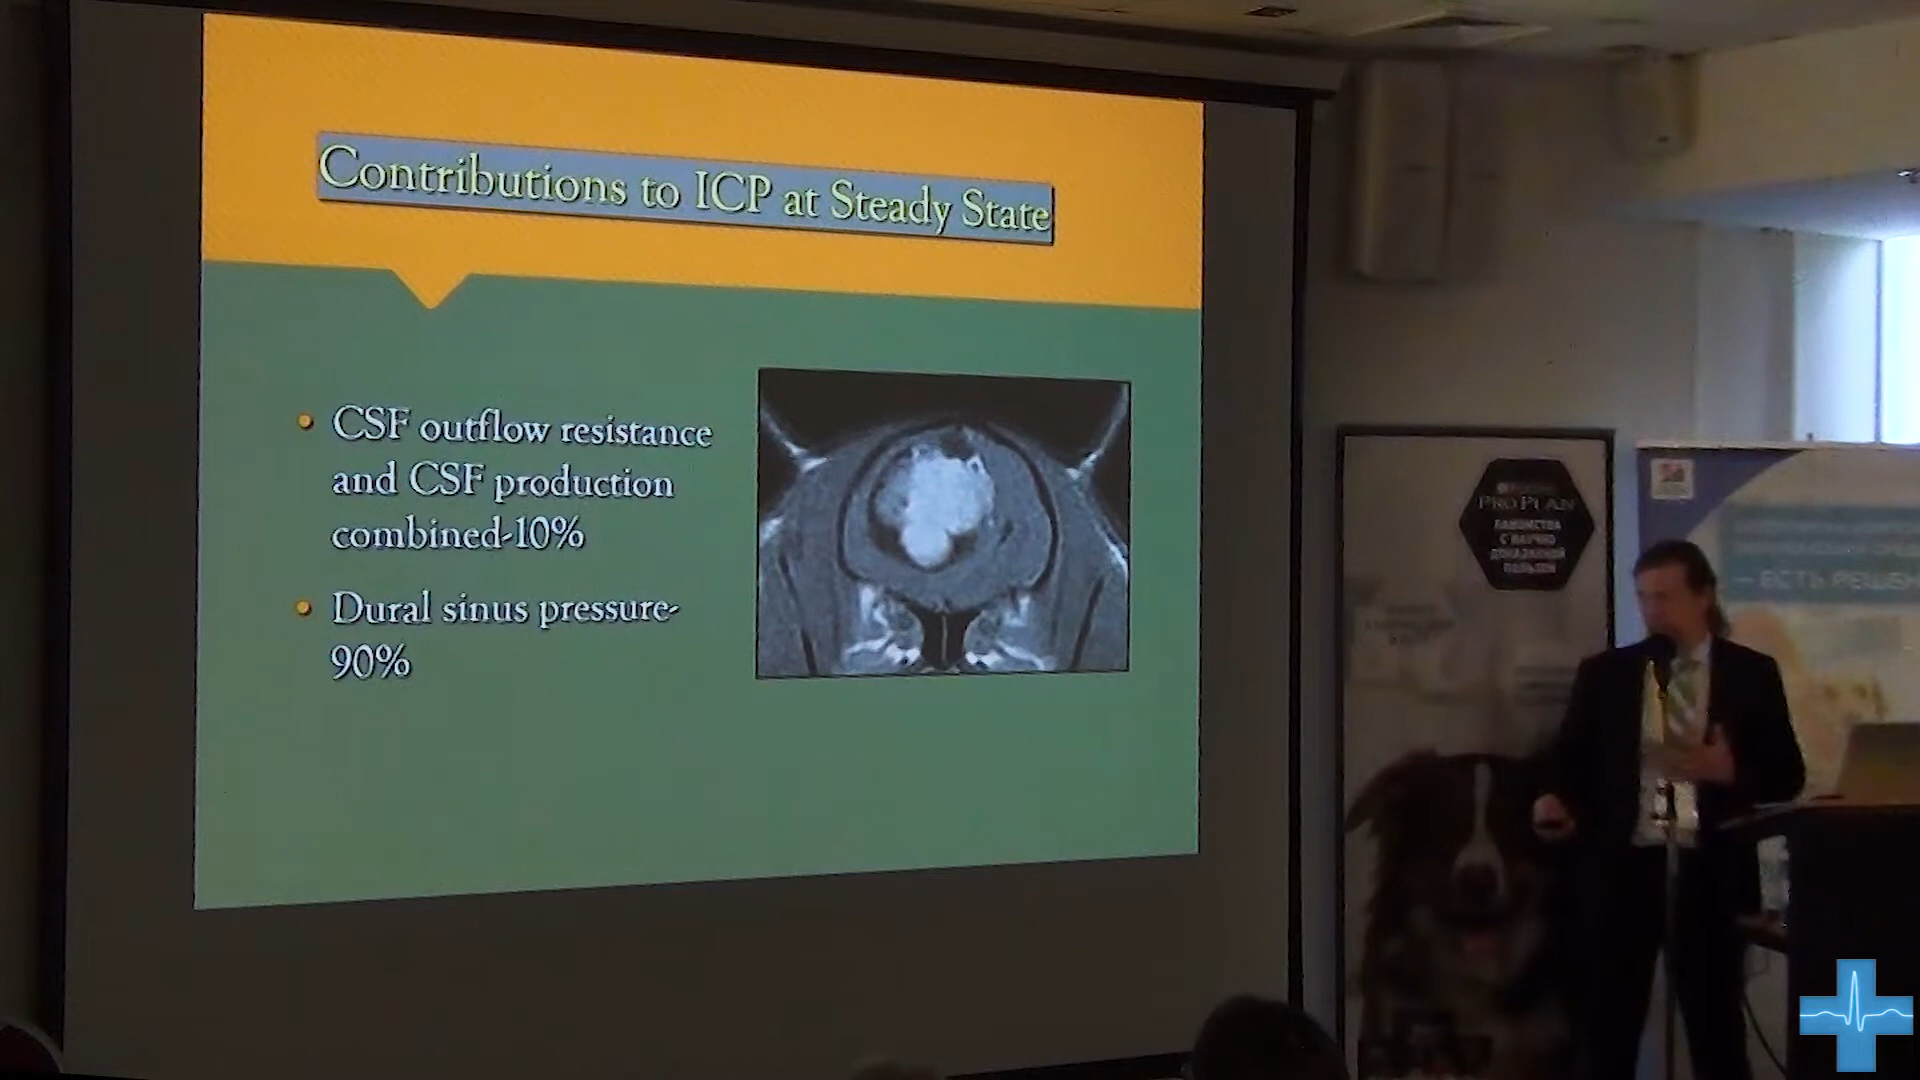 Contributions to ICP at Steady State
CSF outflow resistance
and CSF production
combined-10%
Dural sinus pressure-
90%
PRO PLAN
ЛАКОМСТВА
С НАУЧНО
ДОКАЗАННОЙ
ПОЛЬЗОЙ
— ЕСТЬ РЕШЕН